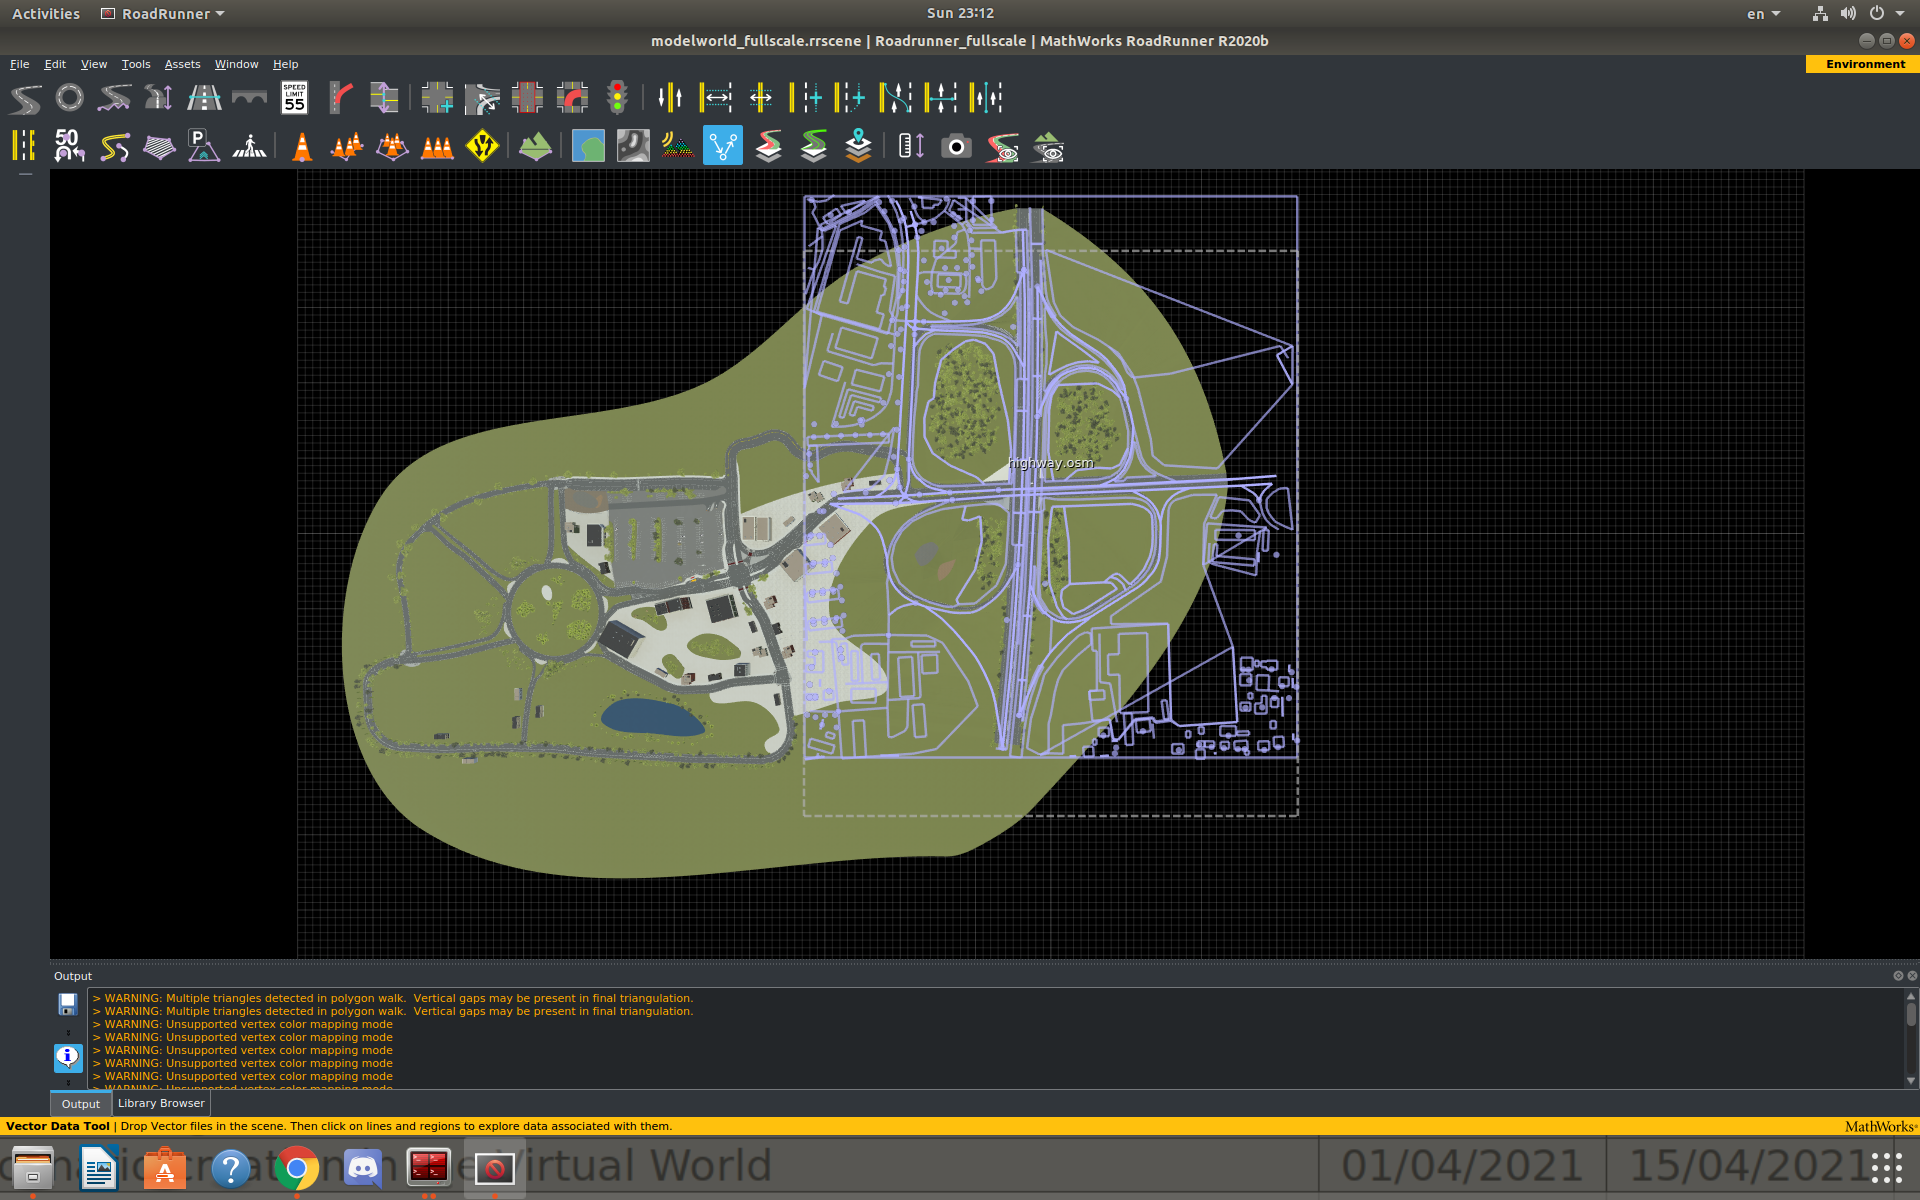 Activities RoadRunner Sun 23:12 en
modelworld_fullscale.rrscene | Roadrunner_fullscale | MathWorks RoadRunner R2020b
File Edit View Tools Assets Window Help Environment
SPEED LIMIT 55
50 P
highway.osm
Output
> WARNING: Multiple triangles detected in polygon walk. Vertical gaps may be present in final triangulation.
> WARNING: Multiple triangles detected in polygon walk. Vertical gaps may be present in final triangulation.
> WARNING: Unsupported vertex color mapping mode
> WARNING: Unsupported vertex color mapping mode
> WARNING: Unsupported vertex color mapping mode
> WARNING: Unsupported vertex color mapping mode
> WARNING: Unsupported vertex color mapping mode
> WARNING: Unsupported vertex color mapping mode
Output Library Browser
Vector Data Tool | Drop Vector files in the scene. Then click on lines and regions to explore data associated with them. MathWorks
Virtual World 01/04/2021 15/04/2021